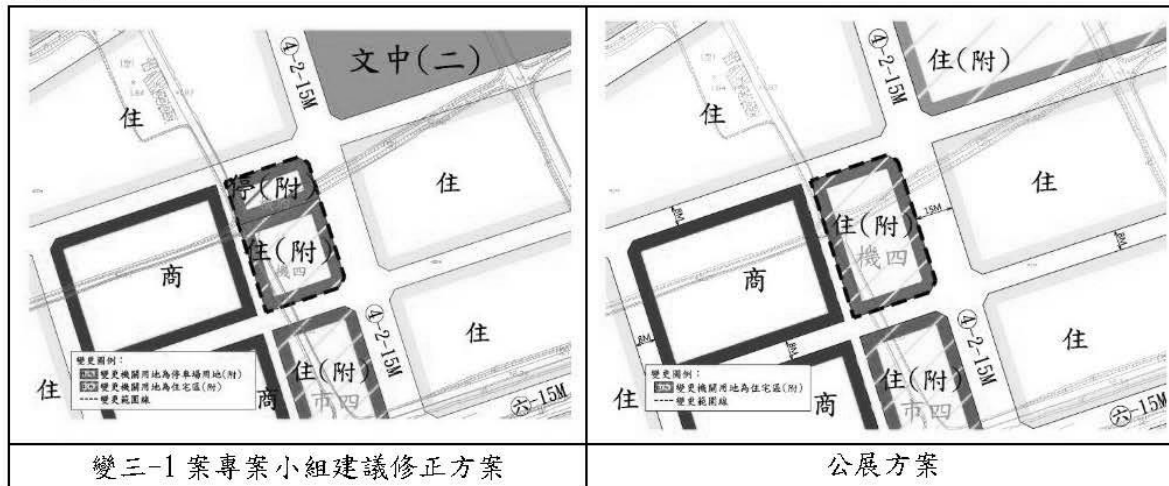 文中(二)
④-2-15M
住
住
停(附)
住(附)
機四
商
④-2-15M
住
住(附)
市四
住
商
六-15M
變更圖例：
變更機關用地為停車場用地(附)
變更機關用地為住宅區(附)
變更範圍線
變三-1案專案小組建議修正方案
④-2-15M
住(附)
住
住
8M
住(附)
機四
15M
商
8M
④-2-15M
住
8M
8M
住(附)
市四
住
商
六-15M
變更圖例：
變更機關用地為住宅區(附)
變更範圍線
公展方案